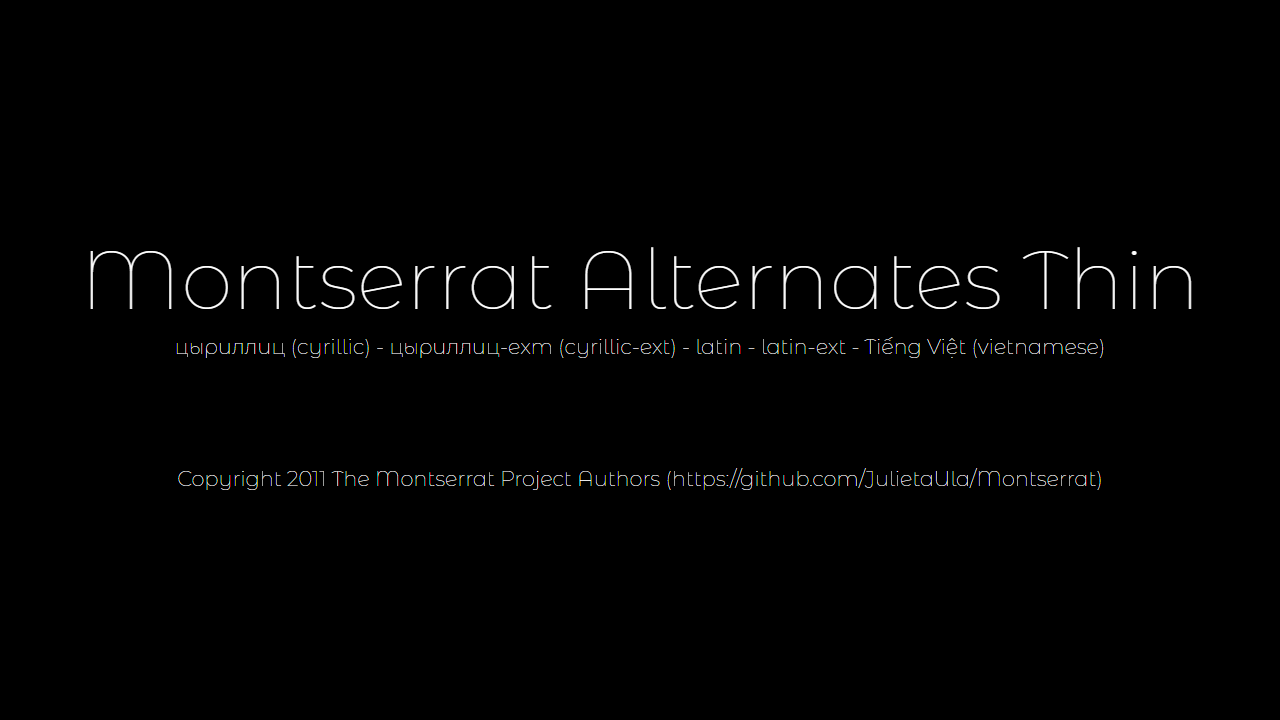 Montserrat Alternates Thin
цыриллиц (cyrillic) - цыриллиц-ext (cyrillic-ext) - latin - latin-ext - Tiếng Việt (vietnamese)
Copyright 2011 The Montserrat Project Authors (https://github.com/JulietaUla/Montserrat)